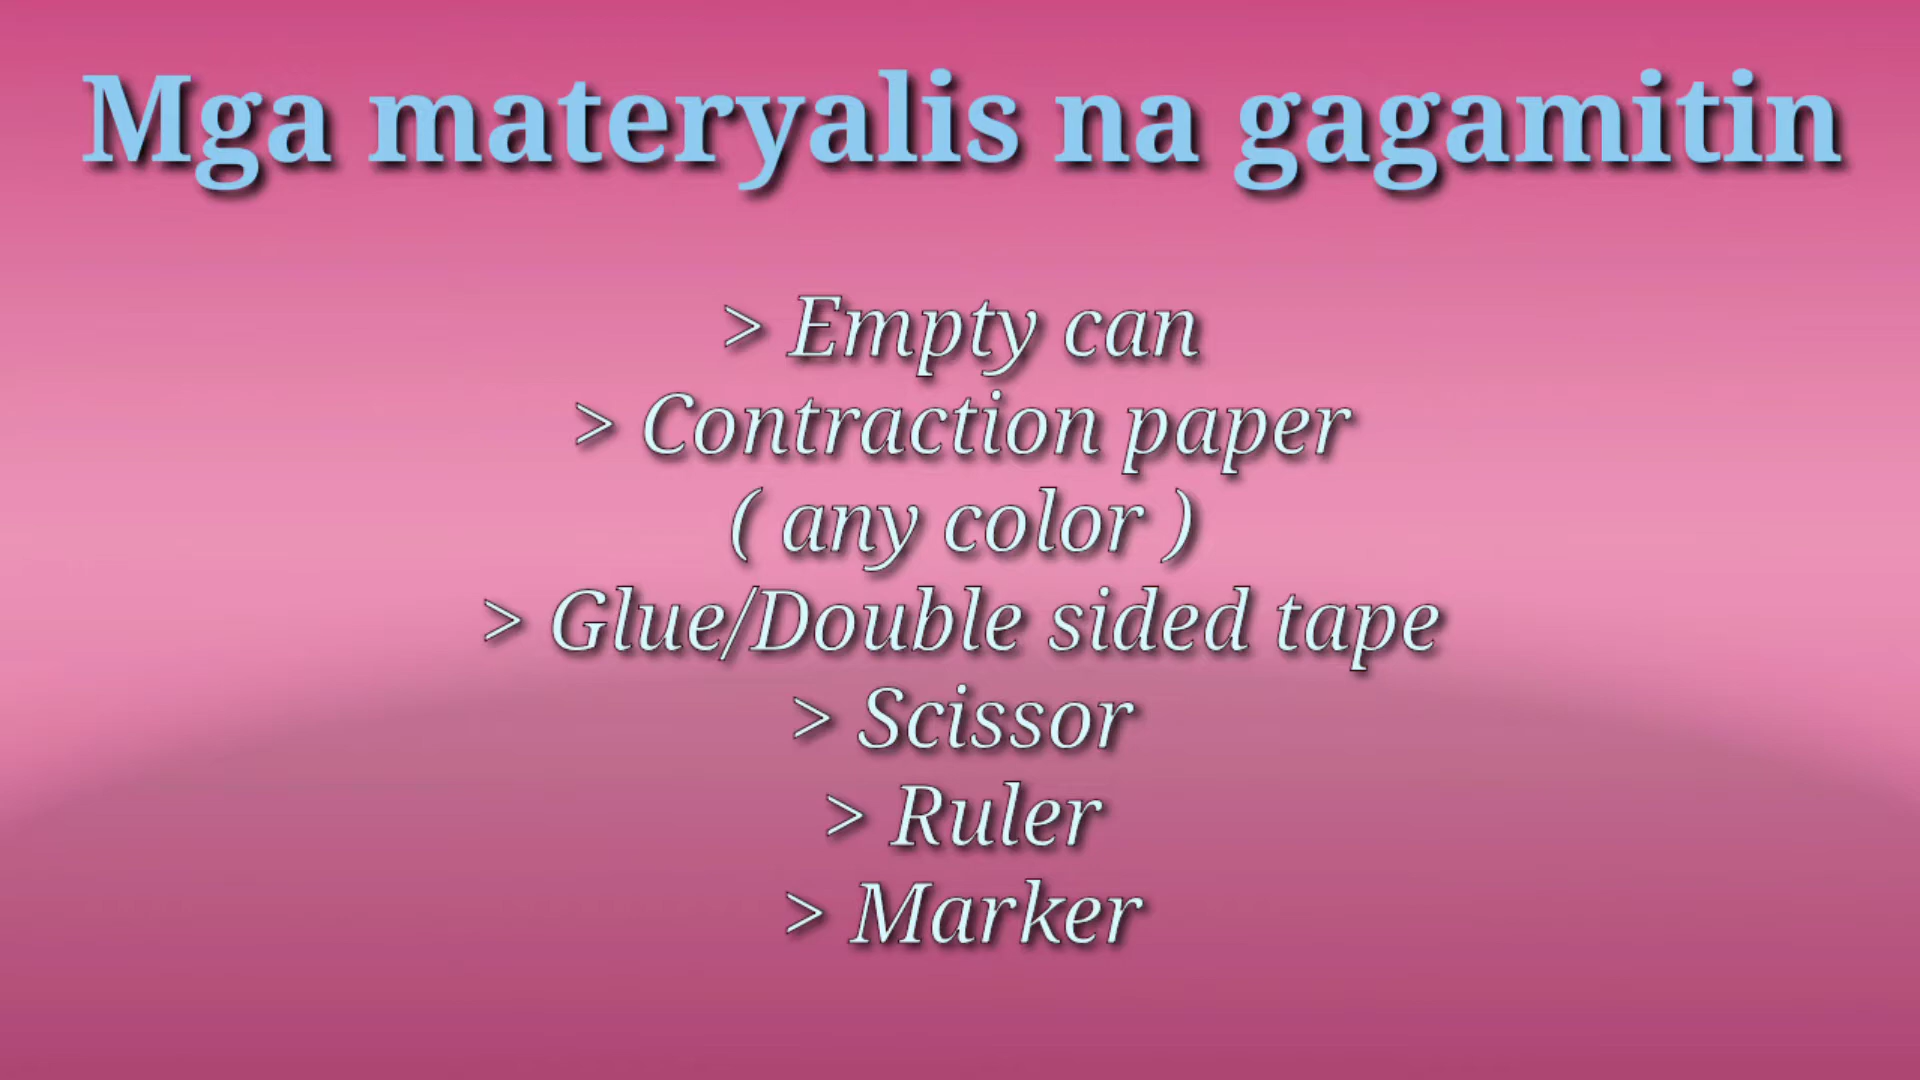 Mga materyalis na gagamitin
> Empty can
> Contraction paper
( any color )
> Glue/Double sided tape
> Scissor
> Ruler
> Marker